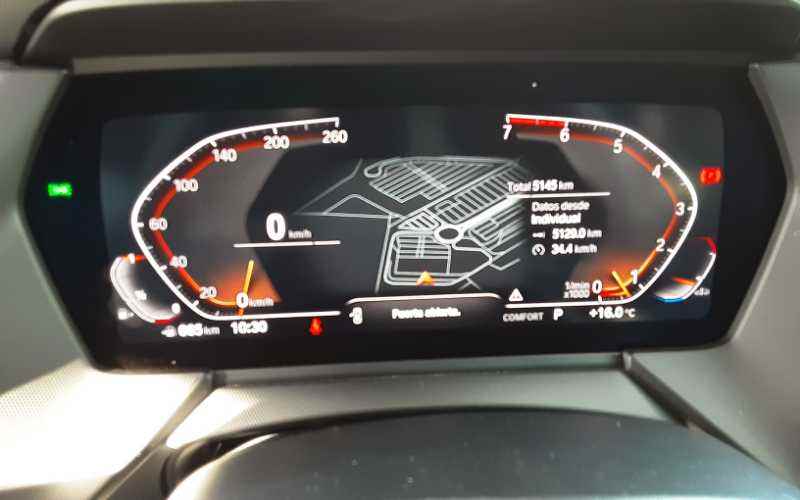 260
200
140
100
60
40
20
0 km/h
0 km/h
7
6
5
4
3
2
1
0
1/min
x1000
Total 5145 km
Datos desde
Individual
5129.0 km
34.4 km/h
Puerta abierta.
km 10:30
COMFORT P +16.0 °C